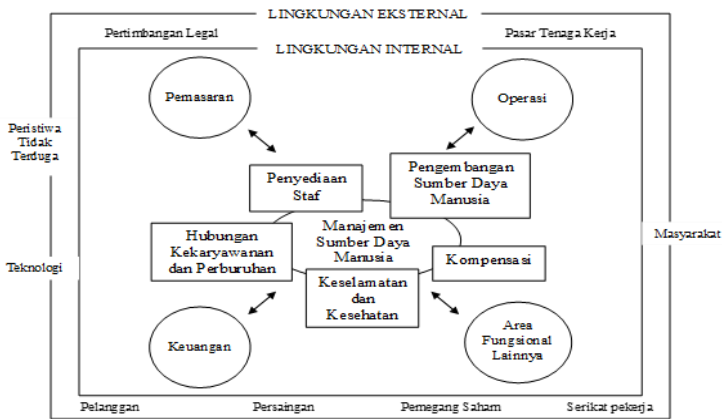 LINGKUNGAN EKSTERNAL
Pertimbangan Legal
Pasar Tenaga Kerja
LINGKUNGAN INTERNAL
Pemasaran
Operasi
Peristiwa
Tidak
Terduga
Penyediaan
Staf
Pengembangan
Sumber Daya
Manusia
Hubungan
Kekaryawanan
dan Perburuhan
Manajemen
Sumber Daya
Manusia
Masyarakat
Teknologi
Kompensasi
Keselamatan
dan
Kesehatan
Keuangan
Area
Fungsional
Lainnya
Pelanggan
Persaingan
Pemegang Saham
Serikat pekerja